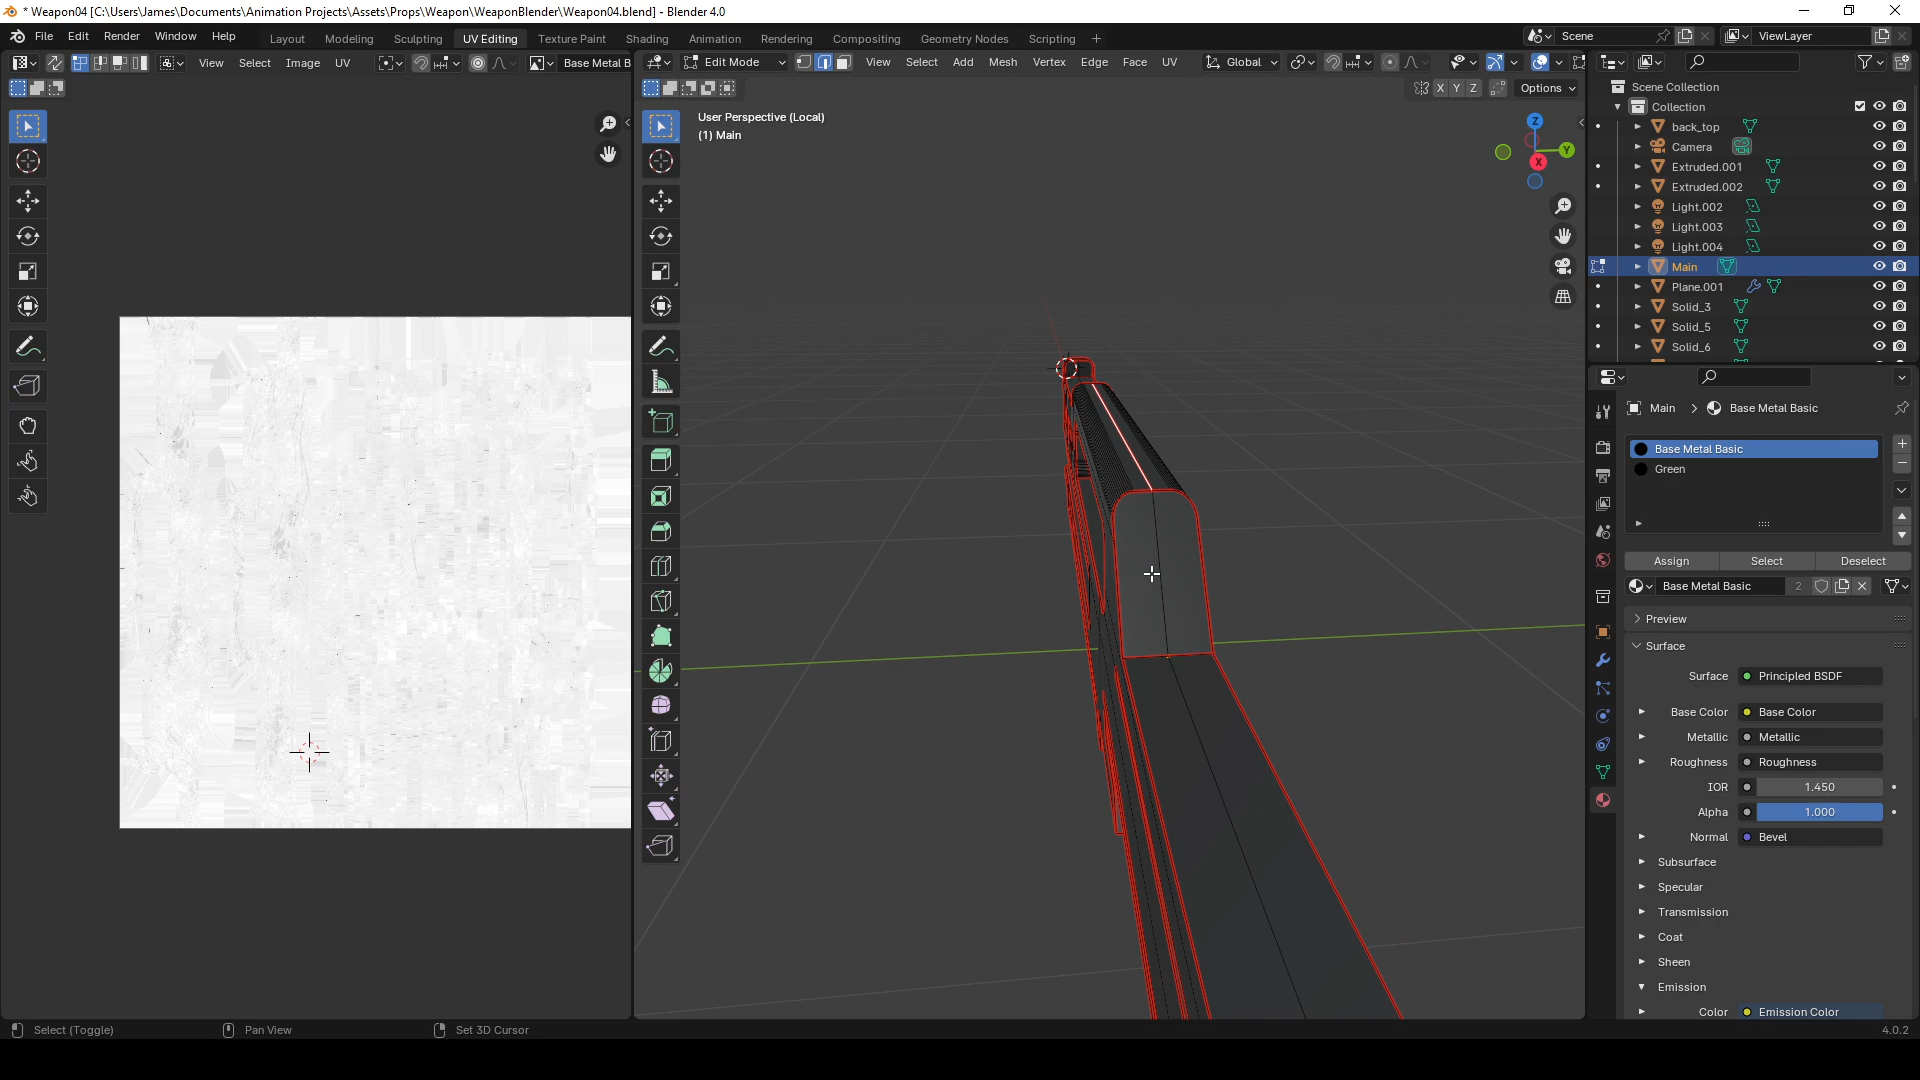 * Weapon04 [C:\Users\James\Documents\Animation Projects\Assets\Props\Weapon\WeaponBlender\Weapon04.blend] - Blender 4.0
File Edit Render Window Help Layout Modeling Sculpting UV Editing Texture Paint Shading Animation Rendering Compositing Geometry Nodes Scripting + Scene ViewLayer
View Select Image UV Base Metal B Edit Mode View Select Add Mesh Vertex Edge Face UV Global
X Y Z Options
User Perspective (Local)
(1) Main
Z
Y
X
Scene Collection
Collection
back_top
Camera
Extruded.001
Extruded.002
Light.002
Light.003
Light.004
Main
Plane.001
Solid_3
Solid_5
Solid_6
Main > Base Metal Basic
Base Metal Basic
Green
Assign Select Deselect
Base Metal Basic 2
Preview
Surface
Surface Principled BSDF
Base Color Base Color
Metallic Metallic
Roughness Roughness
IOR 1.450
Alpha 1.000
Normal Bevel
Subsurface
Specular
Transmission
Coat
Sheen
Emission
Color Emission Color
Select (Toggle) Pan View Set 3D Cursor 4.0.2